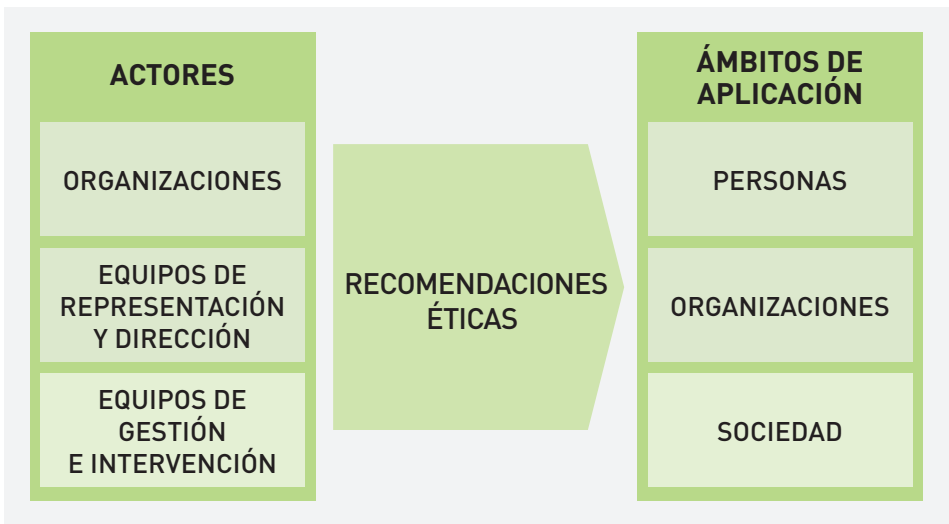 ACTORES
ORGANIZACIONES
EQUIPOS DE
REPRESENTACIÓN
Y DIRECCIÓN
EQUIPOS DE
GESTIÓN
E INTERVENCIÓN
RECOMENDACIONES
ÉTICAS
ÁMBITOS DE
APLICACIÓN
PERSONAS
ORGANIZACIONES
SOCIEDAD